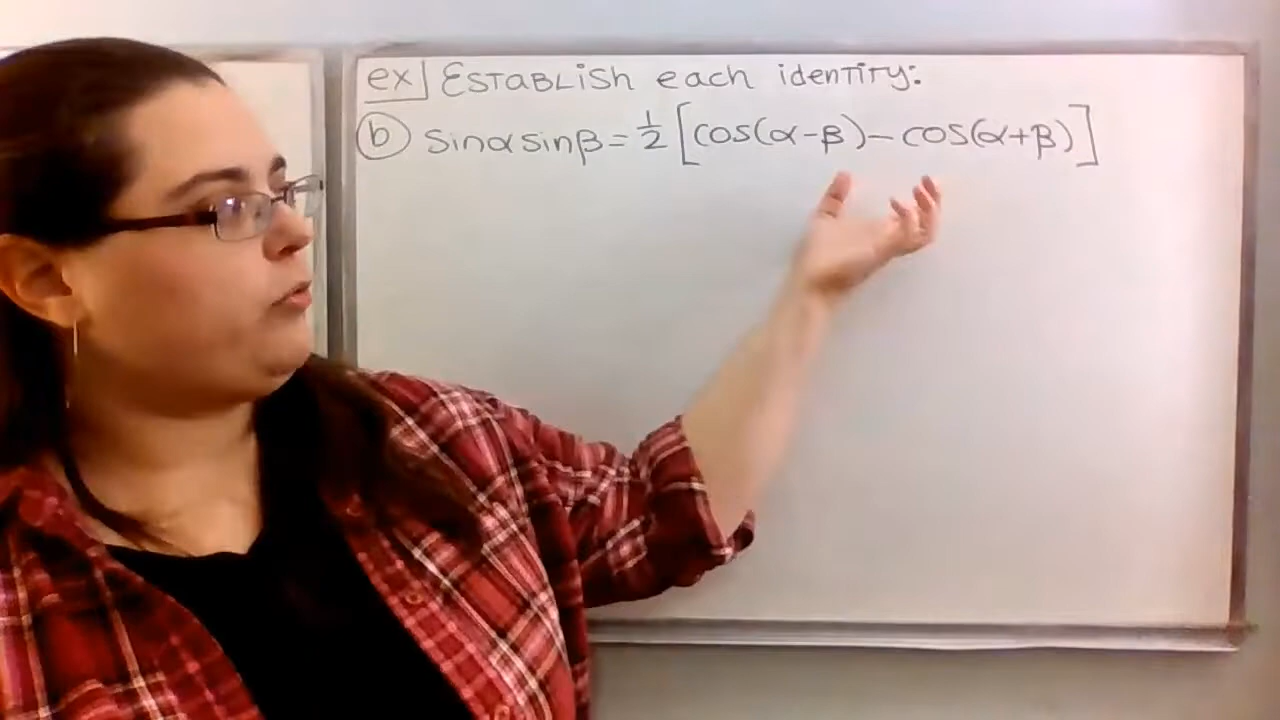 ex] Establish each identity:
(b) sinα sinβ = 1/2 [cos(α-β) - cos(α+β)]